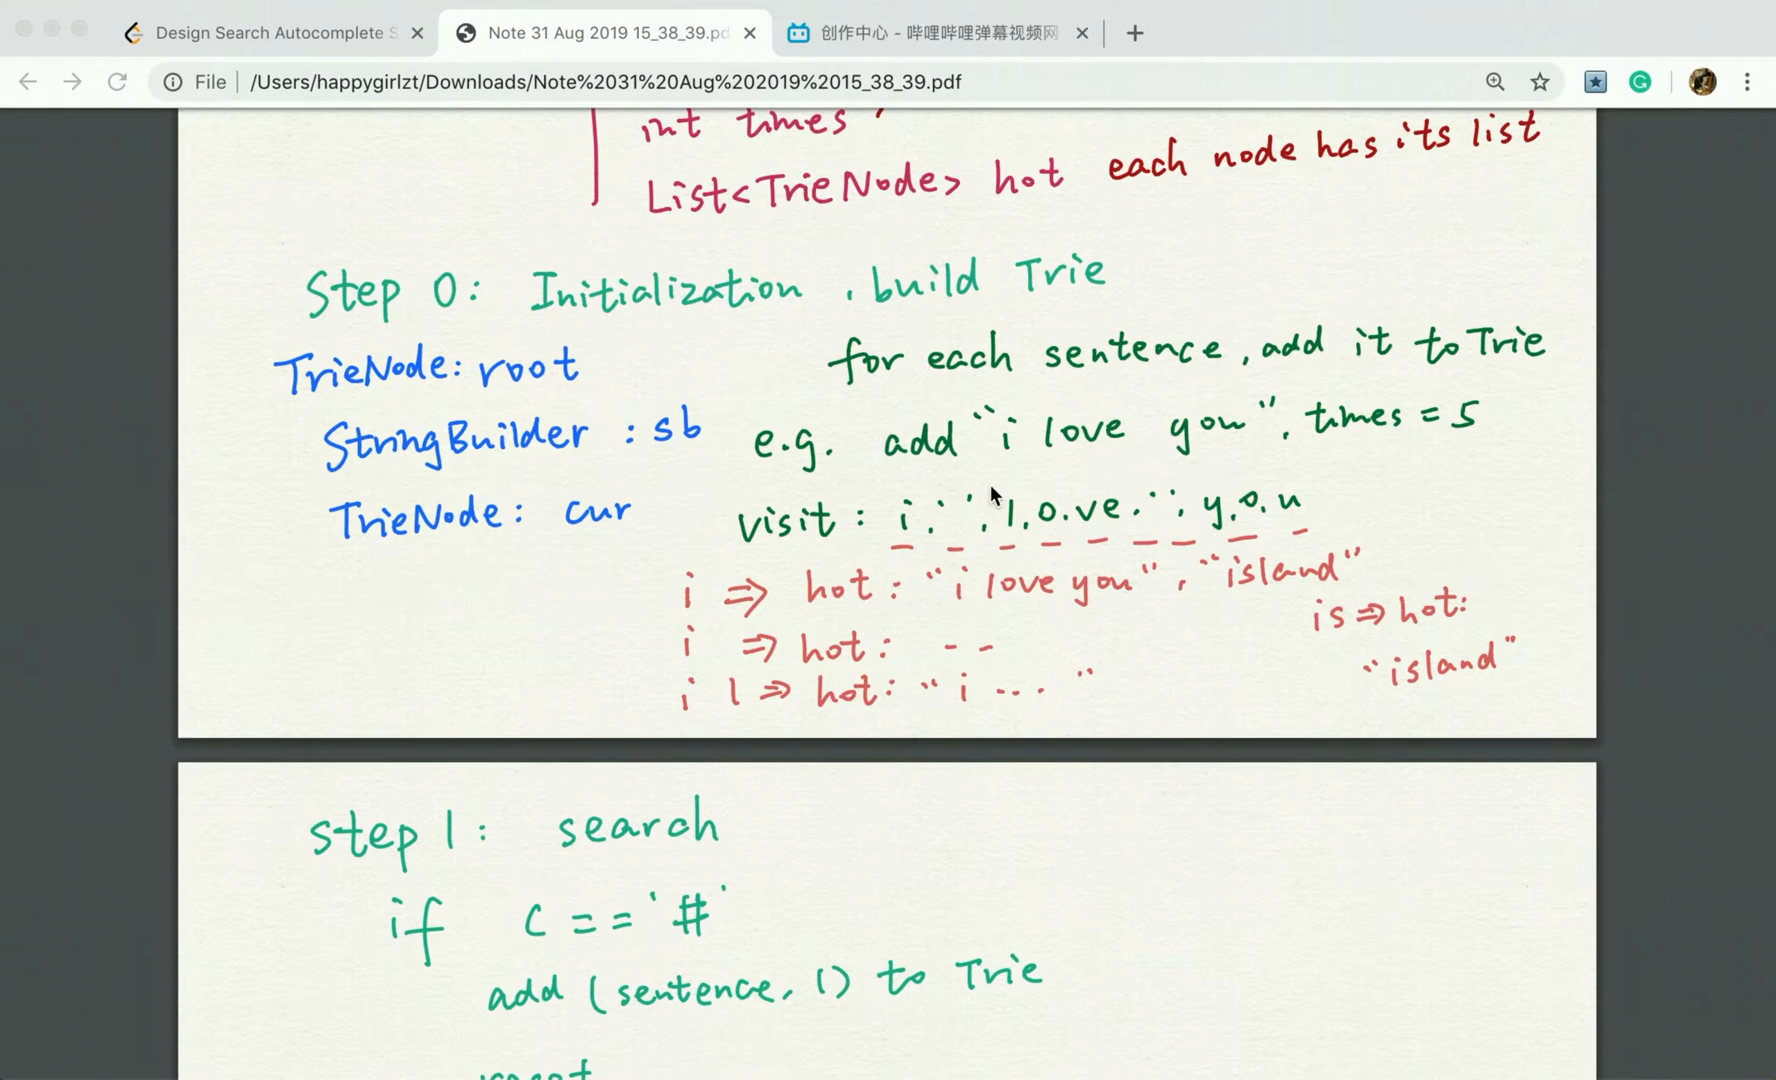 Design Search Autocomplete S
Note 31 Aug 2019 15_38_39.pd
创作中心 - 哔哩哔哩弹幕视频网
File
/Users/happygirlzt/Downloads/Note%2031%20Aug%202019%2015_38_39.pdf
int times
List<TrieNode> hot each node has its list
Step 0: Initialization, build Trie
TrieNode: root
for each sentence, add it to Trie
StringBuilder : sb
e.g. add "i love you", times = 5
TrieNode: cur
visit: i, ' ', l, o, ve, ' ', y, o, u
i => hot: "i love you", "island"
is => hot:
"island"
i => hot: - -
i l => hot: "i ... "
step 1: search
if c == '#'
add (sentence, 1) to Trie